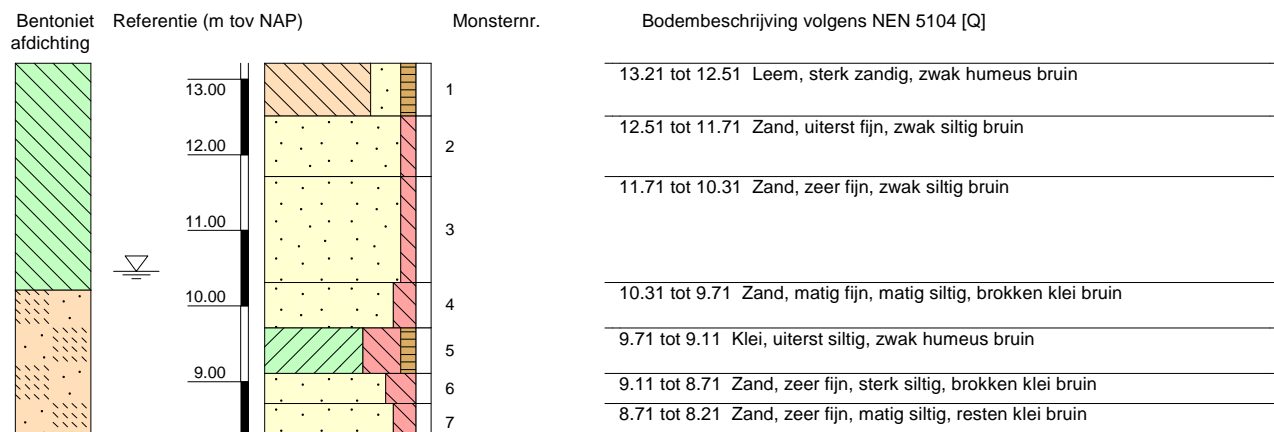 Bentoniet afdichting
Referentie (m tov NAP)
Monsternr.
Bodembeschrijving volgens NEN 5104 [Q]
13.00
1
13.21 tot 12.51 Leem, sterk zandig, zwak humeus bruin
12.00
2
12.51 tot 11.71 Zand, uiterst fijn, zwak siltig bruin
11.00
3
11.71 tot 10.31 Zand, zeer fijn, zwak siltig bruin
10.00
4
10.31 tot 9.71 Zand, matig fijn, matig siltig, brokken klei bruin
5
9.71 tot 9.11 Klei, uiterst siltig, zwak humeus bruin
9.00
6
9.11 tot 8.71 Zand, zeer fijn, sterk siltig, brokken klei bruin
7
8.71 tot 8.21 Zand, zeer fijn, matig siltig, resten klei bruin